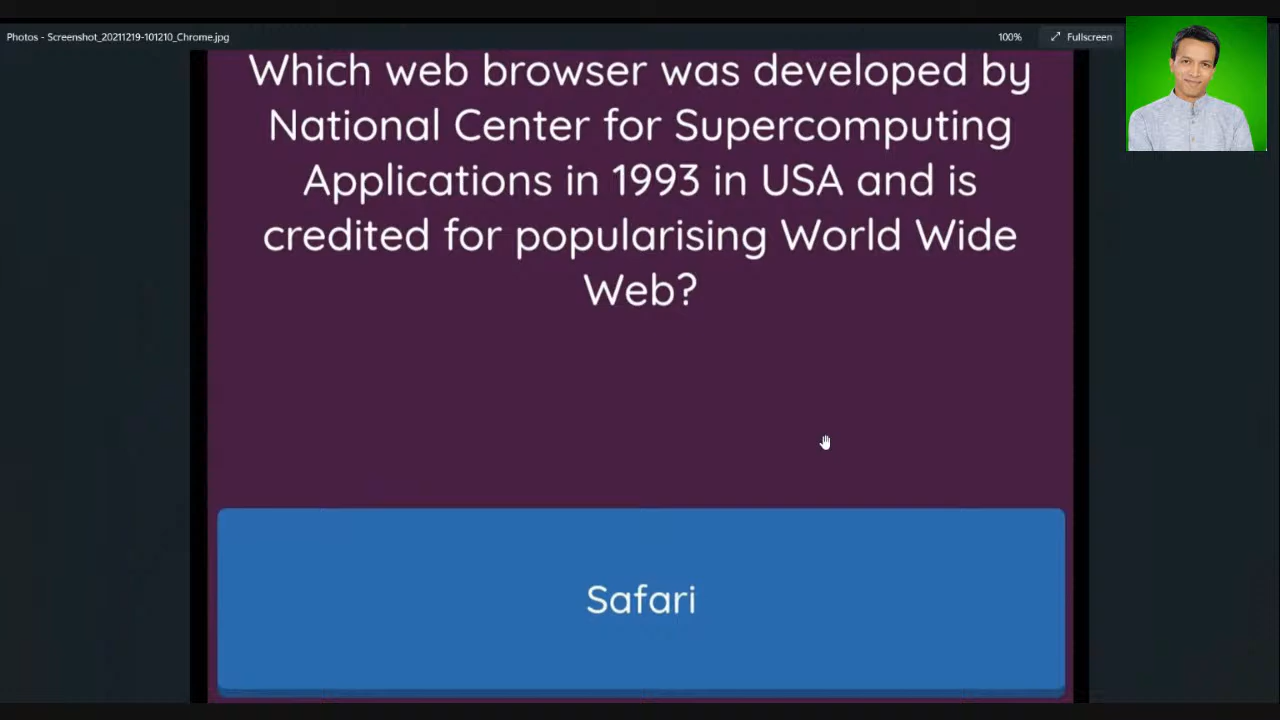 Photos - Screenshot_20211219-101210_Chrome.jpg
100%
Fullscreen
Which web browser was developed by
National Center for Supercomputing
Applications in 1993 in USA and is
credited for popularising World Wide
Web?
Safari